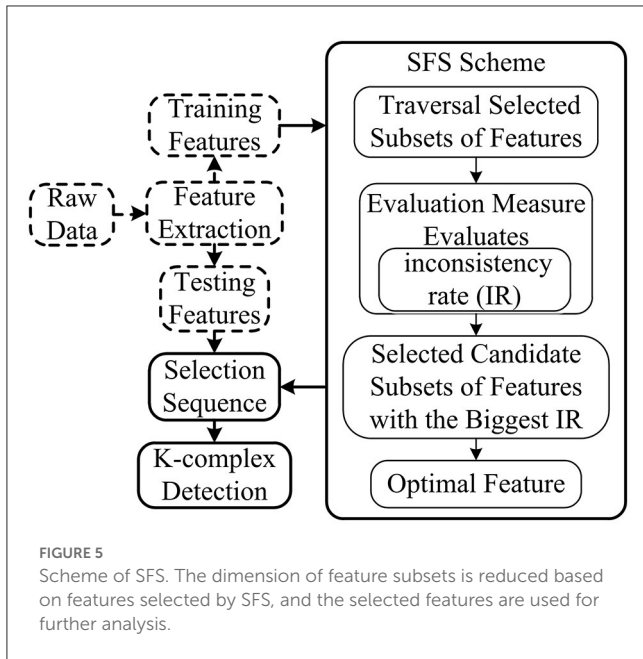 SFS Scheme
Traversal Selected
Subsets of Features
Evaluation Measure
Evaluates
inconsistency
rate (IR)
Selected Candidate
Subsets of Features
with the Biggest IR
Optimal Feature
Training
Features
Raw
Data
Feature
Extraction
Testing
Features
Selection
Sequence
K-complex
Detection
FIGURE 5
Scheme of SFS. The dimension of feature subsets is reduced based
on features selected by SFS, and the selected features are used for
further analysis.